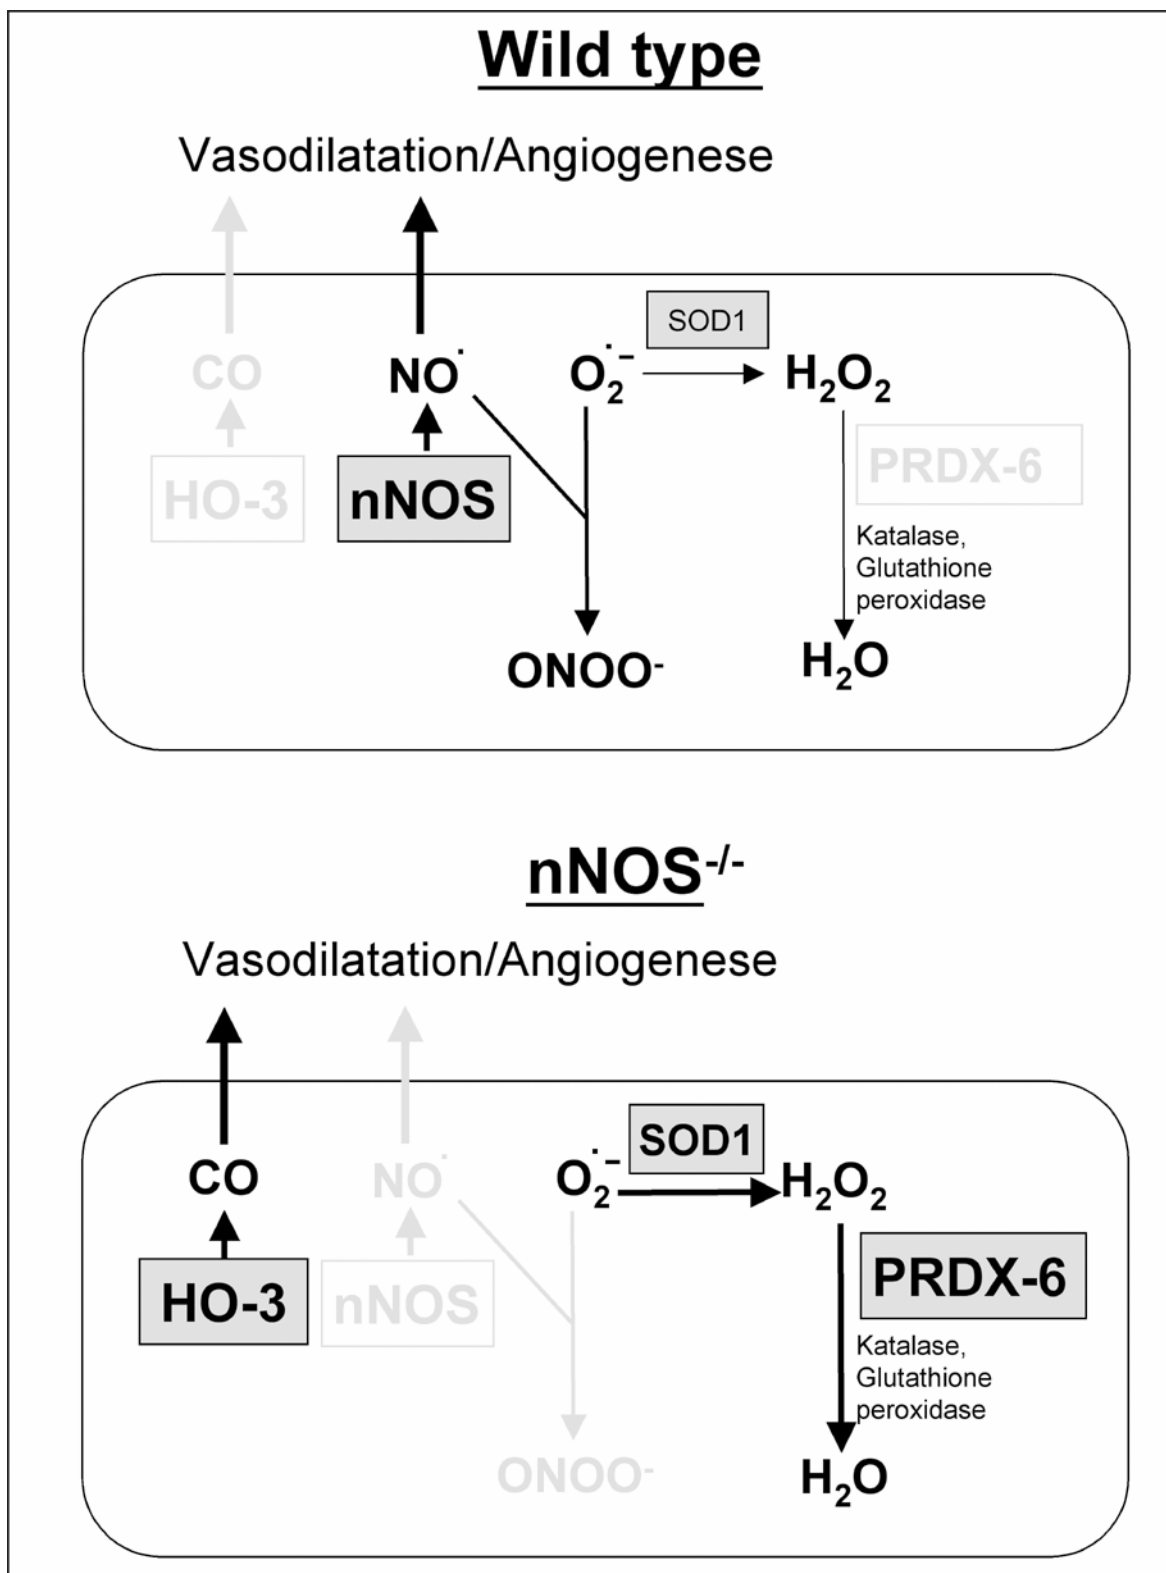 Wild type
Vasodilatation/Angiogenese
SOD1
CO NO˙ O₂˙⁻ H₂O₂
PRDX-6
HO-3 nNOS
Katalase,
Glutathione
peroxidase
ONOO⁻ H₂O
nNOS⁻/⁻
Vasodilatation/Angiogenese
SOD1
CO NO˙ O₂˙⁻ H₂O₂
PRDX-6
HO-3 nNOS
Katalase,
Glutathione
peroxidase
ONOO⁻ H₂O